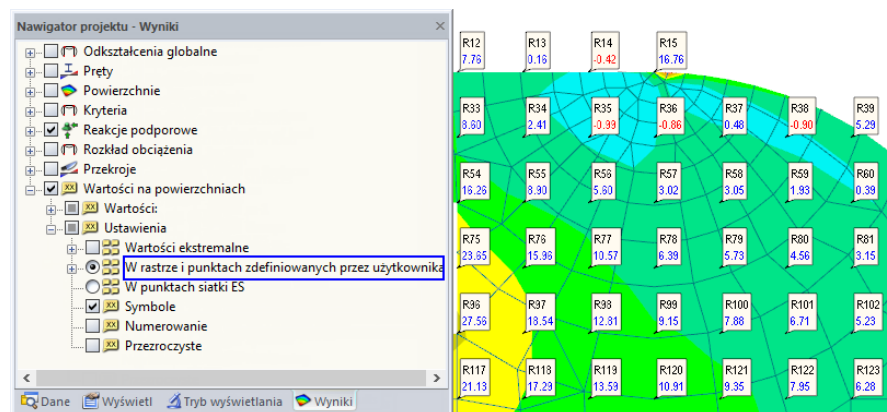 Nawigator projektu - Wyniki
Odkształcenia globalne
Pręty
Powierzchnie
Kryteria
Reakcje podporowe
Rozkład obciążenia
Przekroje
Wartości na powierzchniach
Wartości:
Ustawienia
Wartości ekstremalne
W rastrze i punktach zdefiniowanych przez użytkownika
W punktach siatki ES
Symbole
Numerowanie
Przezroczyste
Dane Wyświetl Tryb wyświetlania Wyniki
R12 R13 R14 R15
7.76 0.16 -0.42 16.76
R33 R34 R35 R36 R37 R38 R39
8.60 2.41 -0.99 -0.86 0.48 -0.90 5.29
R54 R55 R56 R57 R58 R59 R60
16.26 8.90 5.60 3.02 3.05 1.93 0.39
R75 R76 R77 R78 R79 R80 R81
23.65 15.96 10.57 6.39 5.73 4.56 3.15
R96 R97 R98 R99 R100 R101 R102
27.56 18.54 12.81 9.15 7.88 6.71 5.23
R117 R118 R119 R120 R121 R122 R123
21.13 17.29 13.59 10.91 9.35 7.95 6.28